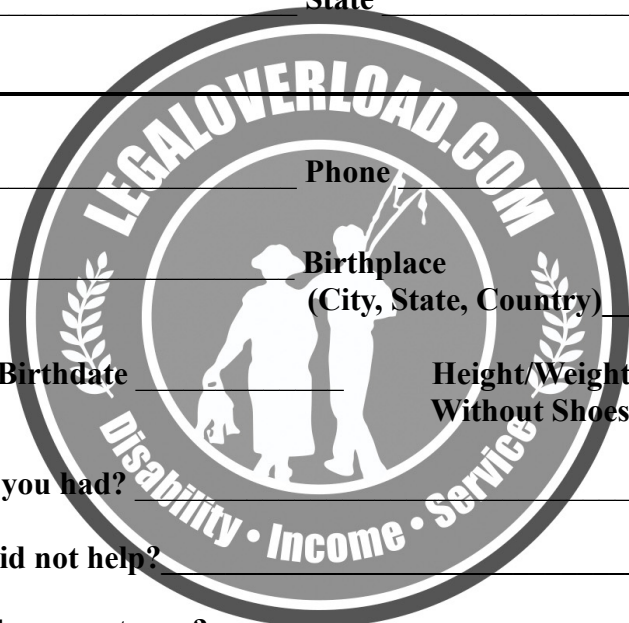 State
LEGALOVERLOAD.COM
Phone
Birthplace
(City, State, Country)
Birthdate Height/Weight
Without Shoes
Disability • Income • Service
you had?
id not help?